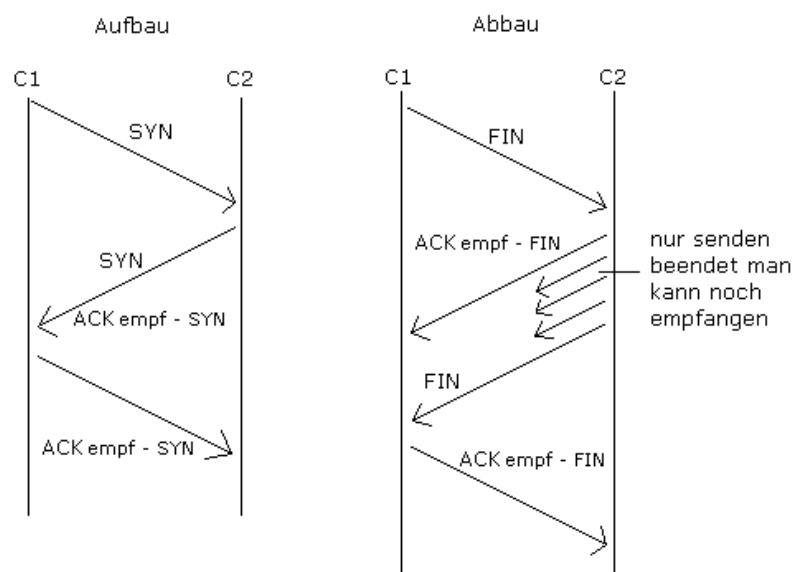 Aufbau
C1
C2
SYN
SYN
ACK empf - SYN
ACK empf - SYN
Abbau
C1
C2
FIN
ACK empf - FIN
nur senden
beendet man
kann noch
empfangen
FIN
ACK empf - FIN